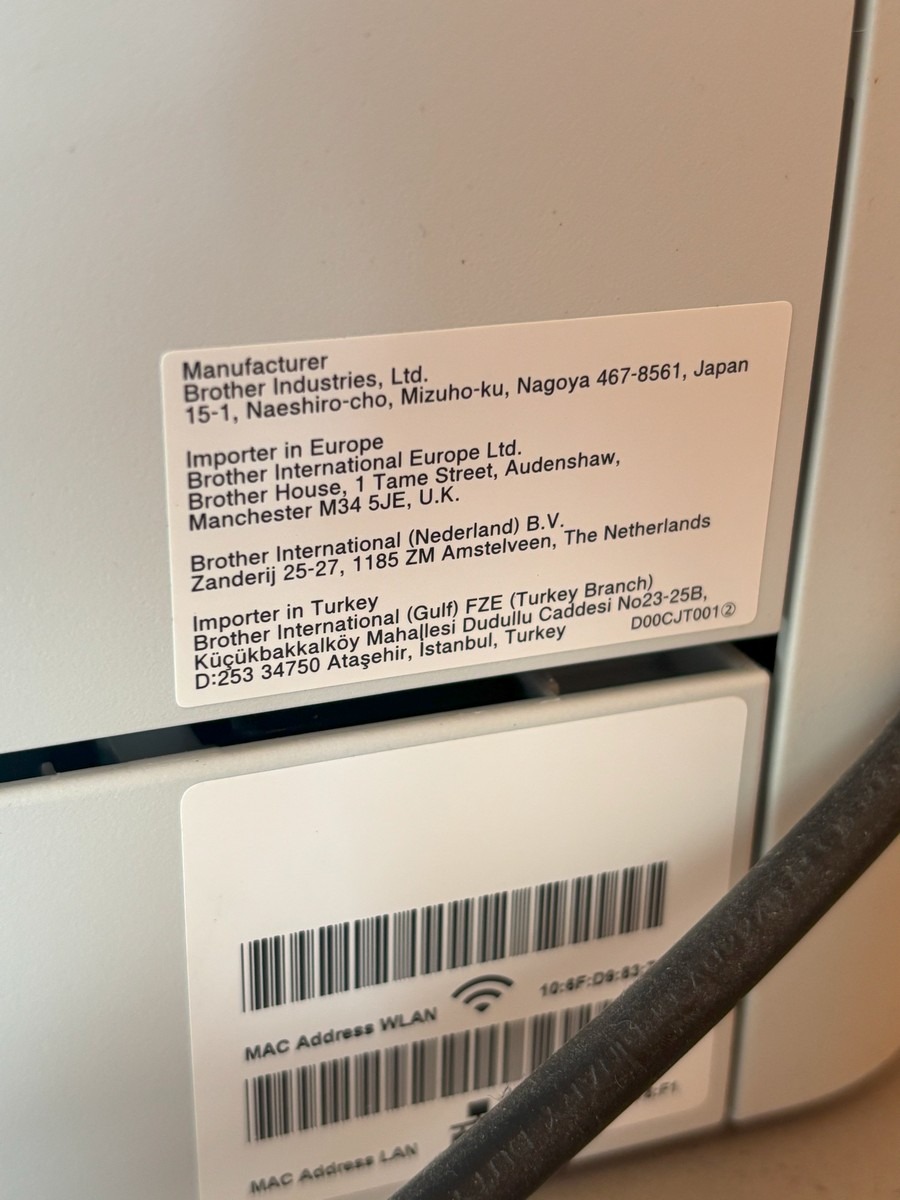 Manufacturer
Brother Industries, Ltd.
15-1, Naeshiro-cho, Mizuho-ku, Nagoya 467-8561, Japan
Importer in Europe
Brother International Europe Ltd.
Brother House, 1 Tame Street, Audenshaw,
Manchester M34 5JE, U.K.
Brother International (Nederland) B.V.
Zanderij 25-27, 1185 ZM Amstelveen, The Netherlands
Importer in Turkey
Brother International (Gulf) FZE (Turkey Branch)
Küçükbakkalköy Mahallesi Dudullu Caddesi No23-25B,
D:253 34750 Ataşehir, İstanbul, Turkey
D00CJT001②
MAC Address WLAN
MAC Address LAN